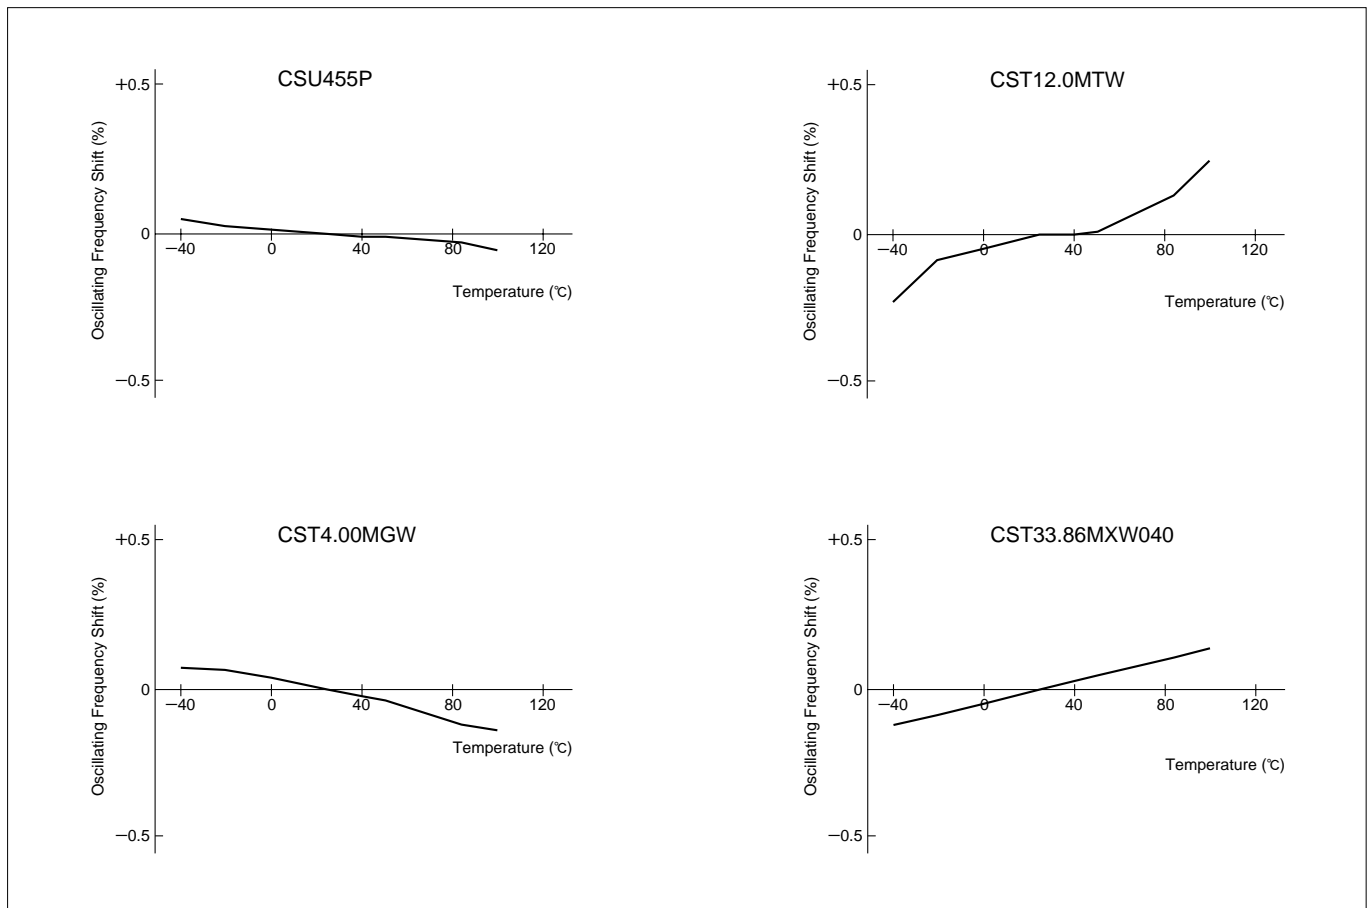 CSU455P
+0.5
0
−0.5
Oscillating Frequency Shift (%)
−40 0 40 80 120
Temperature (℃)
CST12.0MTW
+0.5
0
−0.5
Oscillating Frequency Shift (%)
−40 0 40 80 120
Temperature (℃)
CST4.00MGW
+0.5
0
−0.5
Oscillating Frequency Shift (%)
−40 0 40 80 120
Temperature (℃)
CST33.86MXW040
+0.5
0
−0.5
Oscillating Frequency Shift (%)
−40 0 40 80 120
Temperature (℃)